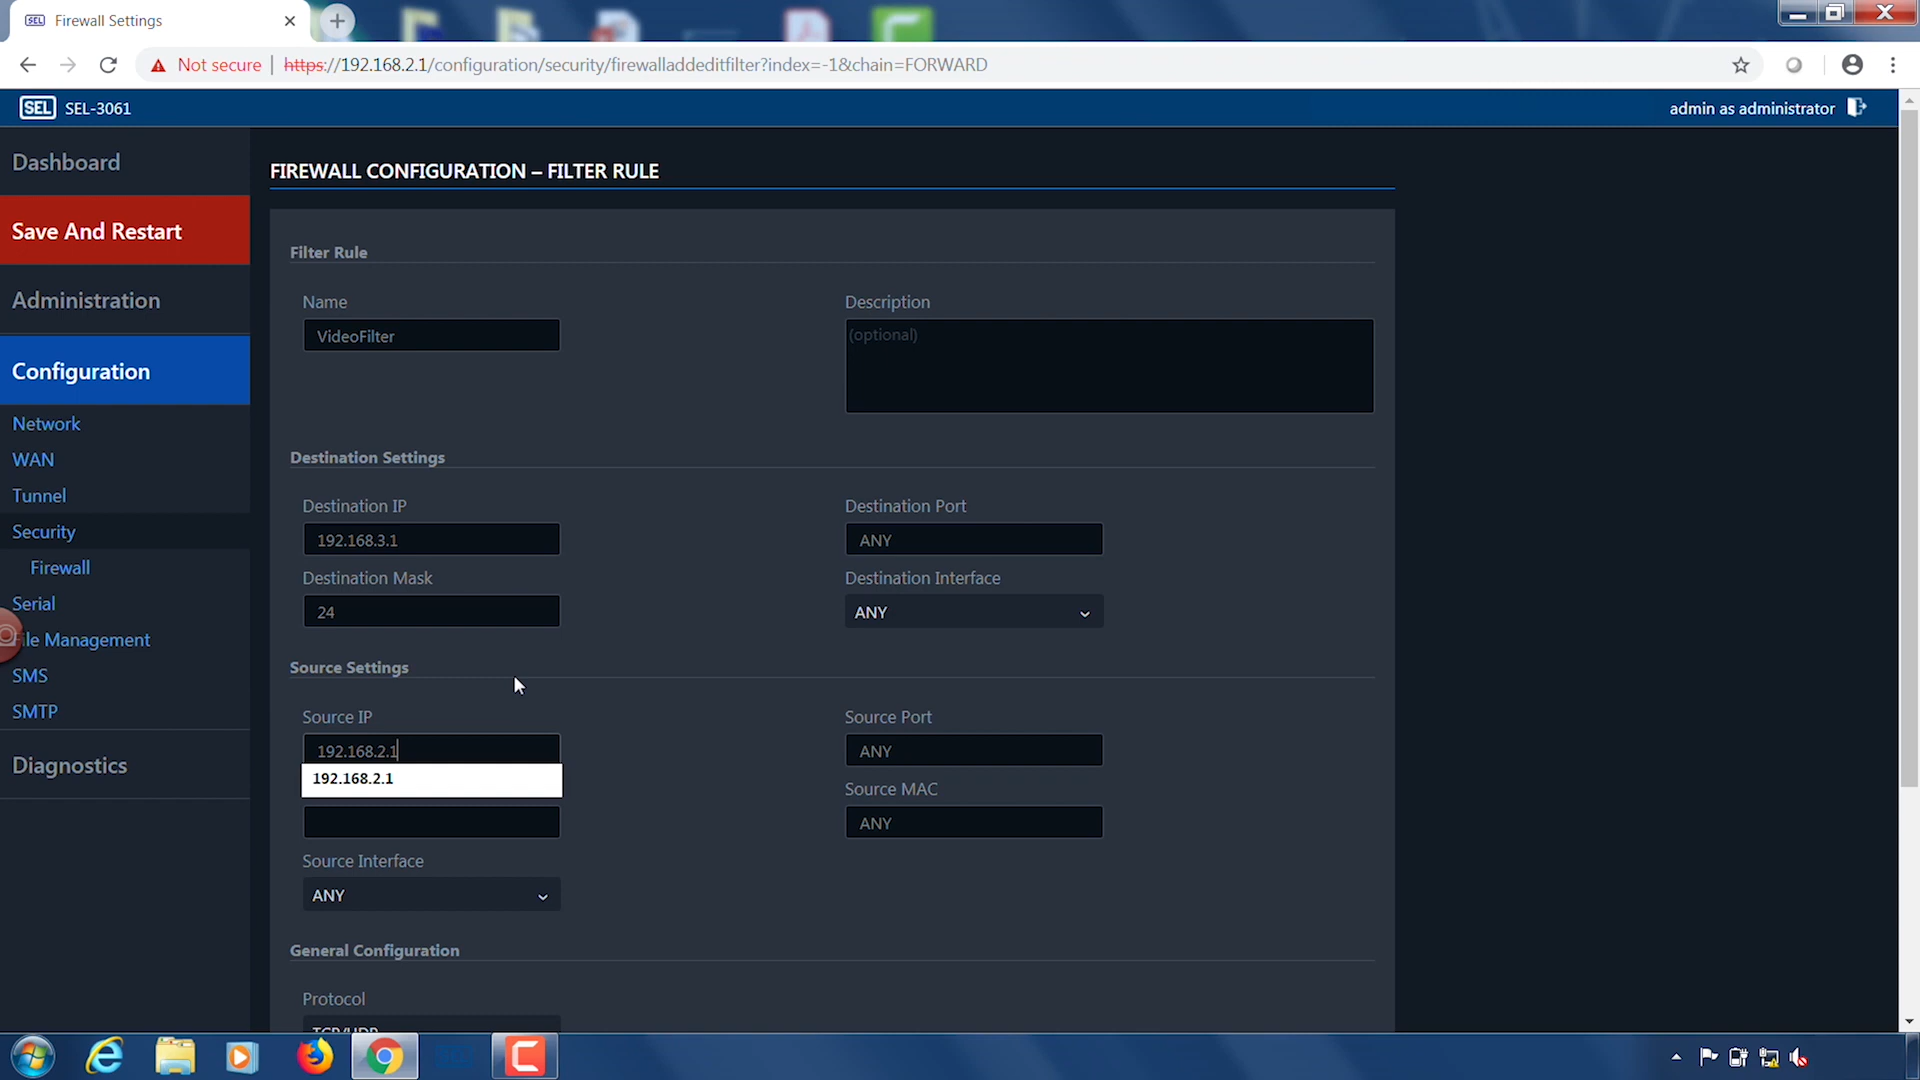 SEL Firewall Settings
Not secure | https://192.168.2.1/configuration/security/firewalladdeditfilter?index=-1&chain=FORWARD
SEL SEL-3061
admin as administrator
Dashboard
Save And Restart
Administration
Configuration
Network
WAN
Tunnel
Security
Firewall
Serial
ile Management
SMS
SMTP
Diagnostics
FIREWALL CONFIGURATION – FILTER RULE
Filter Rule
Name
Description
VideoFilter
(optional)
Destination Settings
Destination IP
Destination Port
192.168.3.1
ANY
Destination Mask
Destination Interface
24
ANY
Source Settings
Source IP
Source Port
192.168.2.1
ANY
192.168.2.1
Source MAC
ANY
Source Interface
ANY
General Configuration
Protocol
TCP/UDP